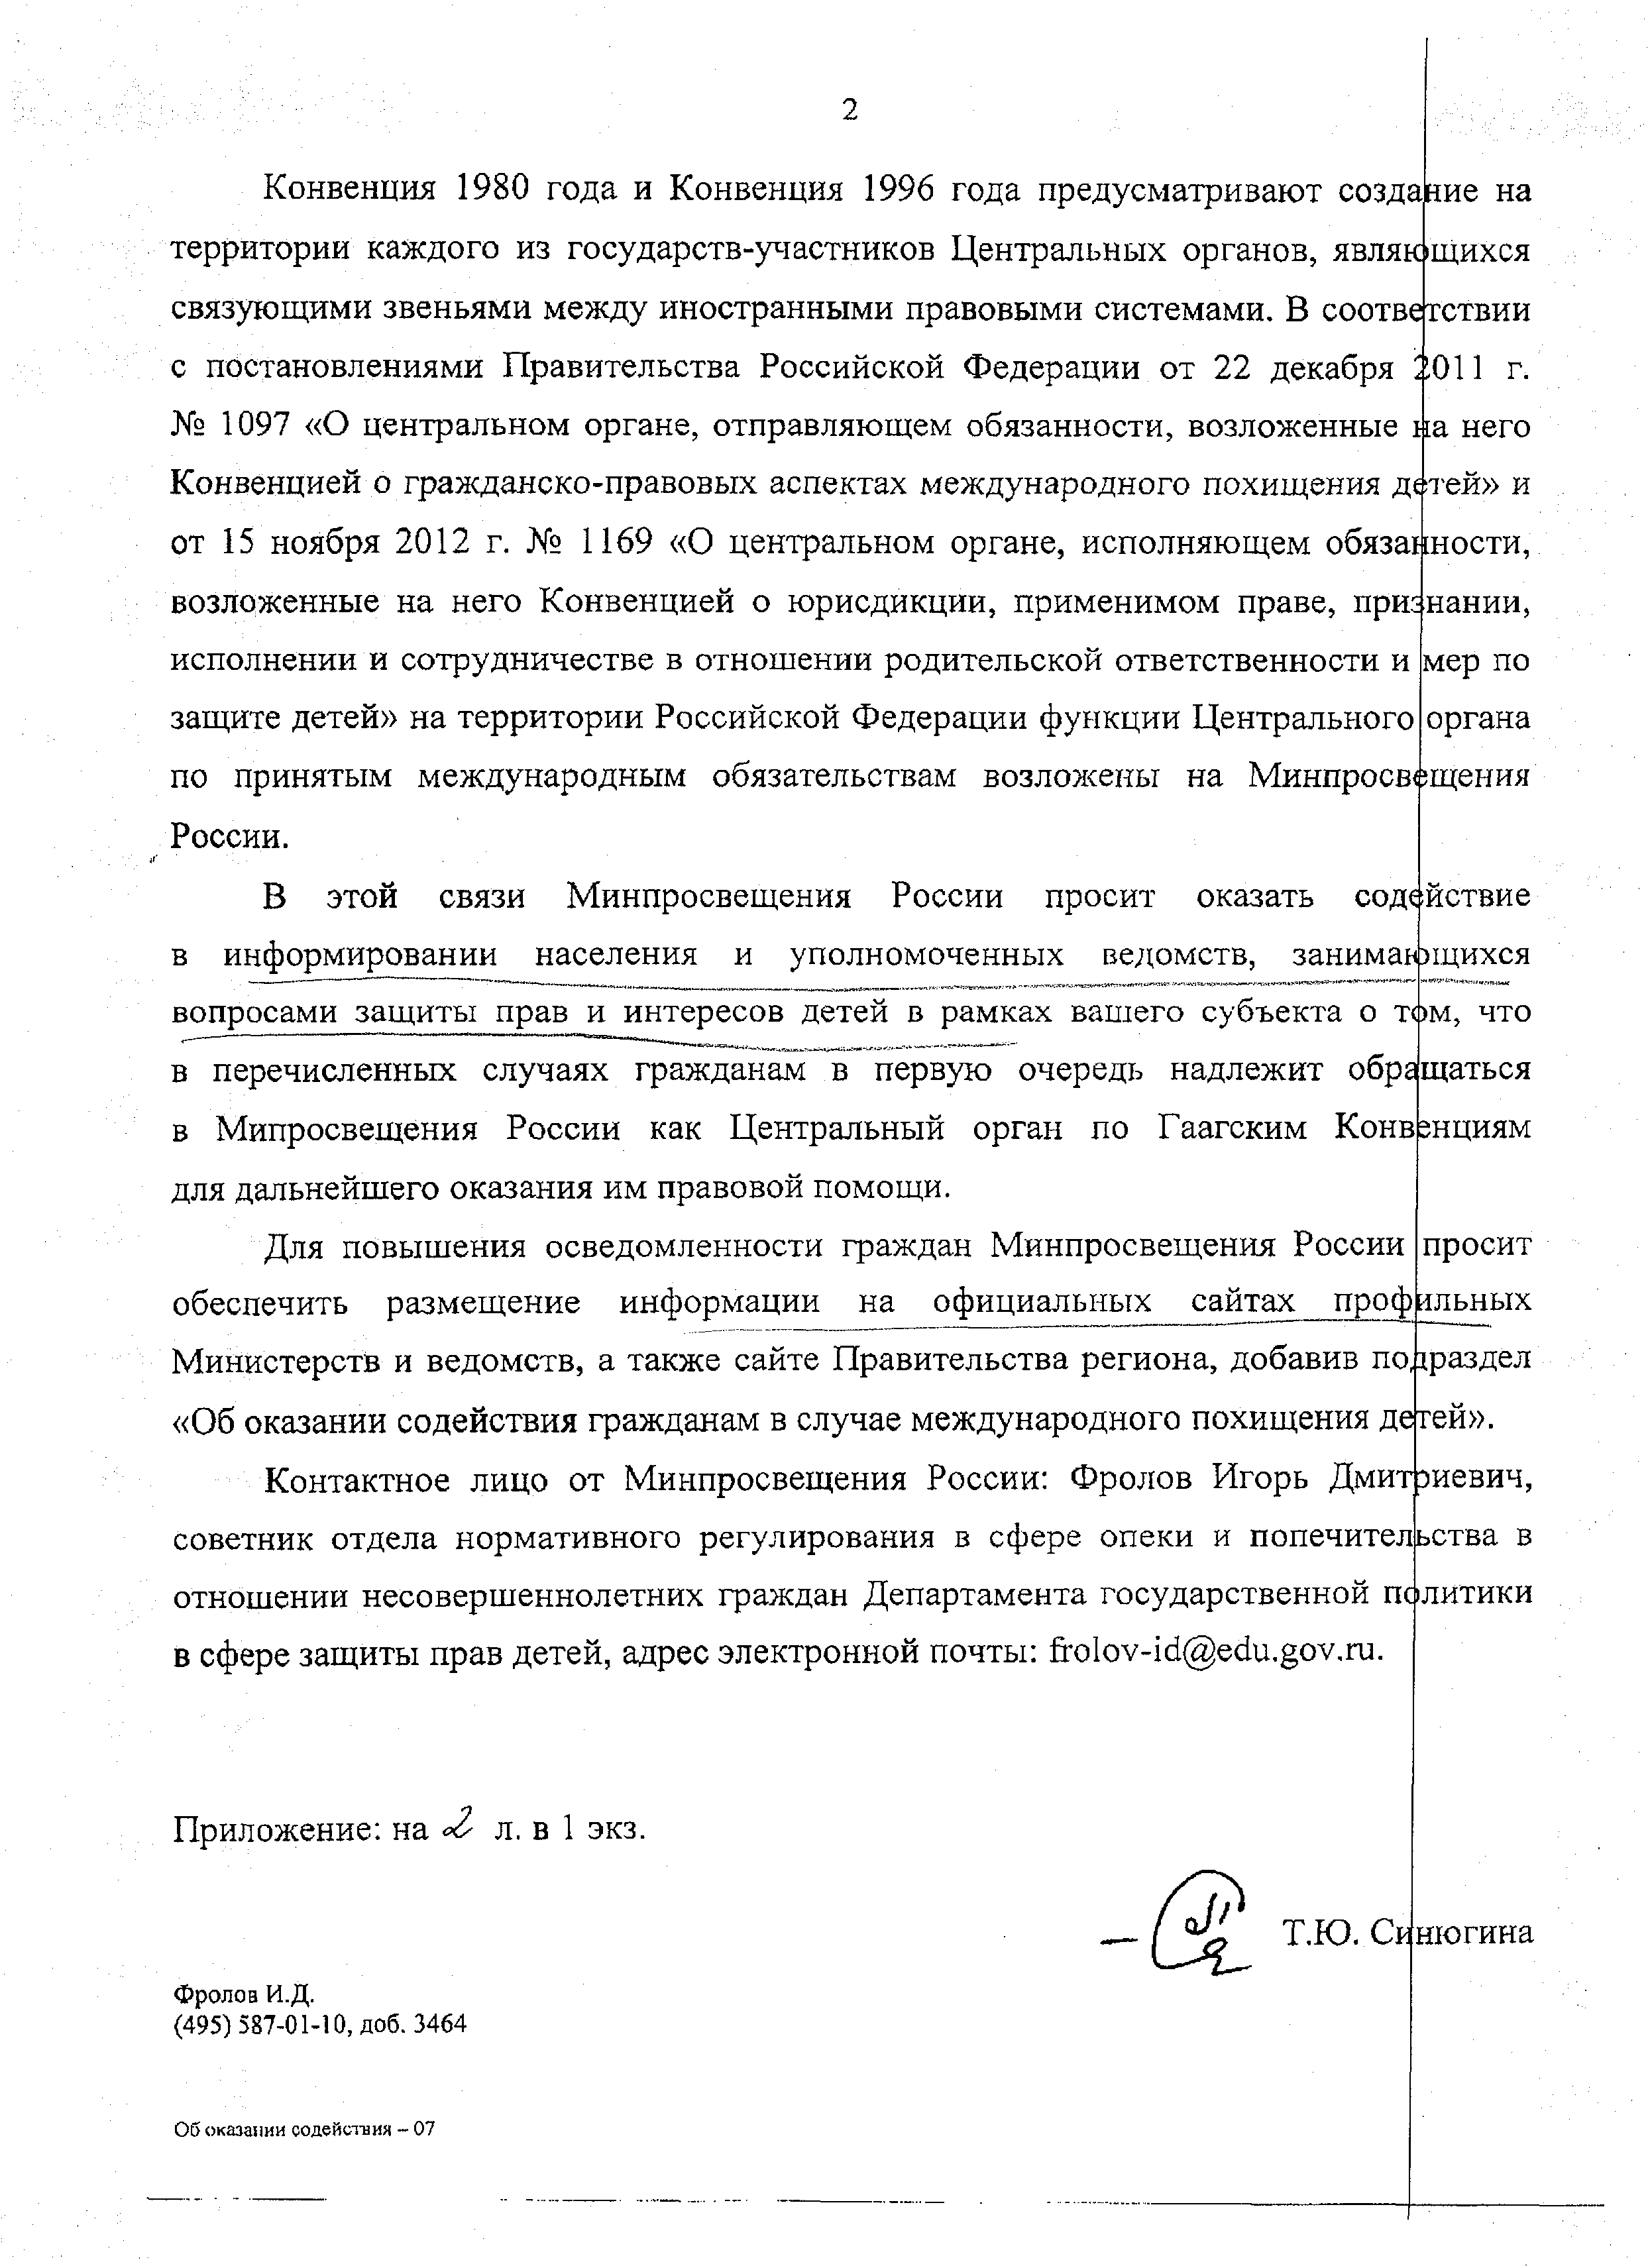 2
Конвенция 1980 года и Конвенция 1996 года предусматривают создание на
территории каждого из государств-участников Центральных органов, являющихся
связующими звеньями между иностранными правовыми системами. В соответствии
с постановлениями Правительства Российской Федерации от 22 декабря 2011 г.
№ 1097 «О центральном органе, отправляющем обязанности, возложенные на него
Конвенцией о гражданско-правовых аспектах международного похищения детей» и
от 15 ноября 2012 г. № 1169 «О центральном органе, исполняющем обязанности,
возложенные на него Конвенцией о юрисдикции, применимом праве, признании,
исполнении и сотрудничестве в отношении родительской ответственности и мер по
защите детей» на территории Российской Федерации функции Центрального органа
по принятым международным обязательствам возложены на Минпросвещения
России.
В этой связи Минпросвещения России просит оказать содействие
в информировании населения и уполномоченных ведомств, занимающихся
вопросами защиты прав и интересов детей в рамках вашего субъекта о том, что
в перечисленных случаях гражданам в первую очередь надлежит обращаться
в Мипросвещения России как Центральный орган по Гаагским Конвенциям
для дальнейшего оказания им правовой помощи.
Для повышения осведомленности граждан Минпросвещения России просит
обеспечить размещение информации на официальных сайтах профильных
Министерств и ведомств, а также сайте Правительства региона, добавив подраздел
«Об оказании содействия гражданам в случае международного похищения детей».
Контактное лицо от Минпросвещения России: Фролов Игорь Дмитриевич,
советник отдела нормативного регулирования в сфере опеки и попечительства в
отношении несовершеннолетних граждан Департамента государственной политики
в сфере защиты прав детей, адрес электронной почты: frolov-id@edu.gov.ru.
Приложение: на 2 л. в 1 экз.
Т.Ю. Синюгина
Фролов И.Д.
(495) 587-01-10, доб. 3464
Об оказании содействия – 07